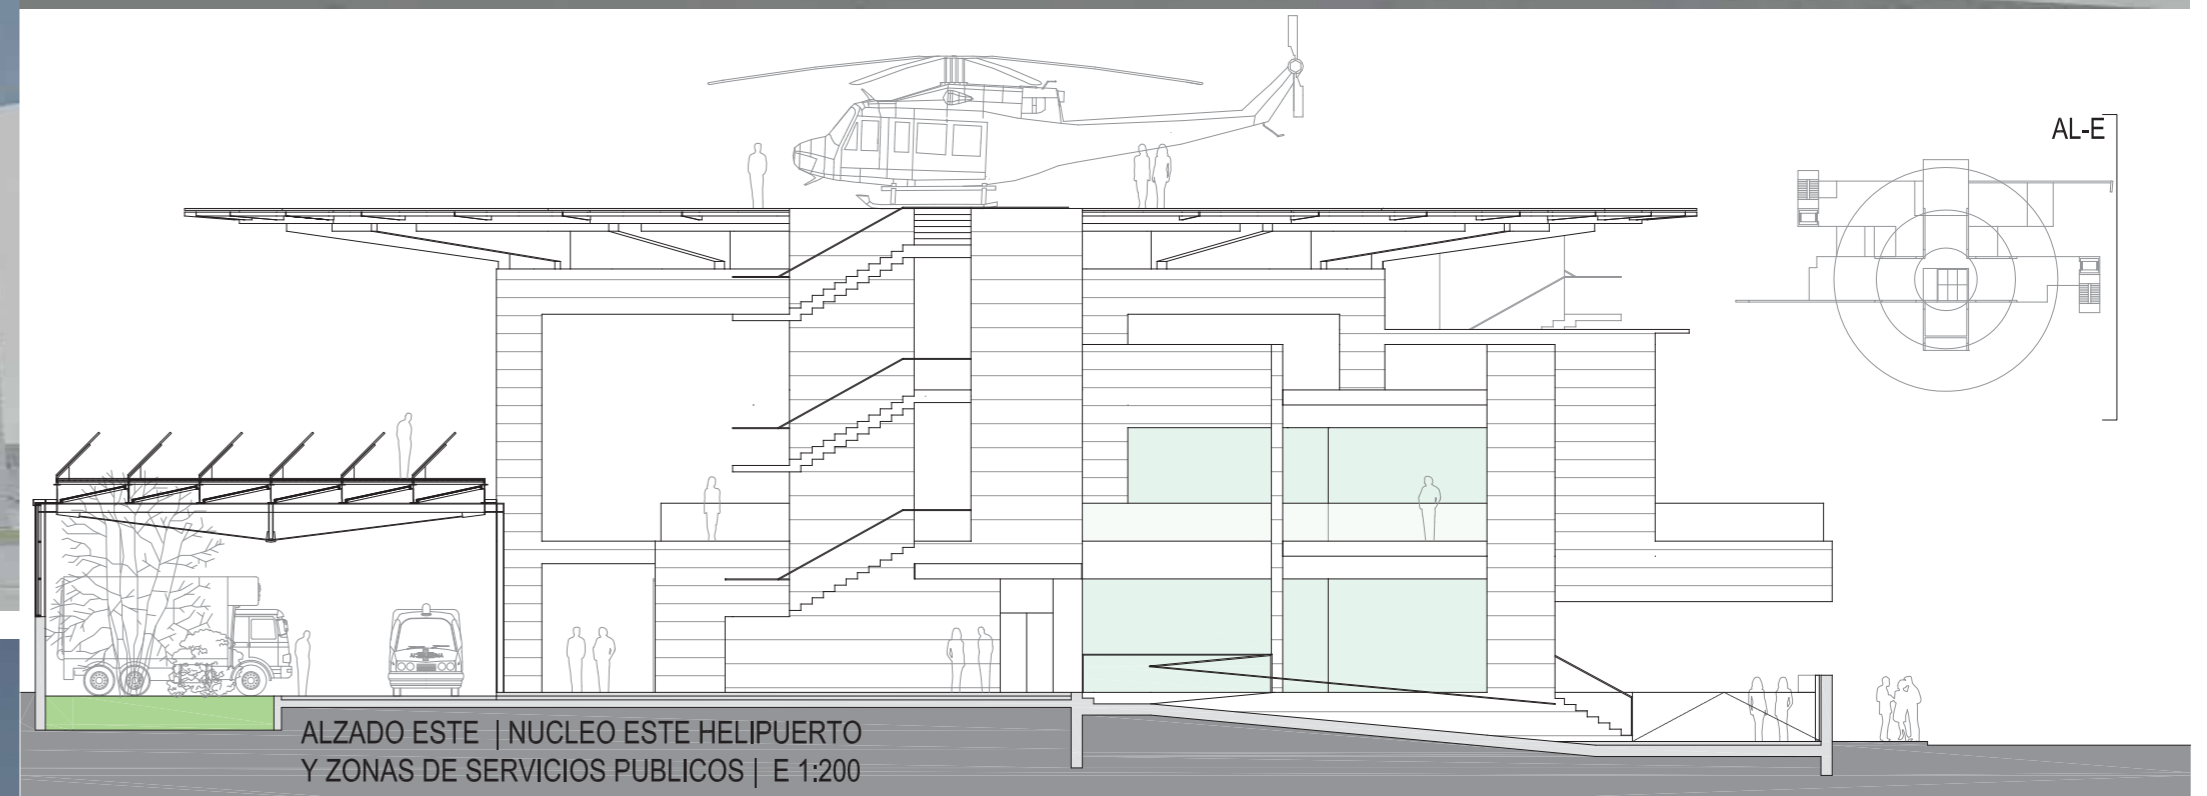 AL-E
ALZADO ESTE | NUCLEO ESTE HELIPUERTO
Y ZONAS DE SERVICIOS PUBLICOS | E 1:200